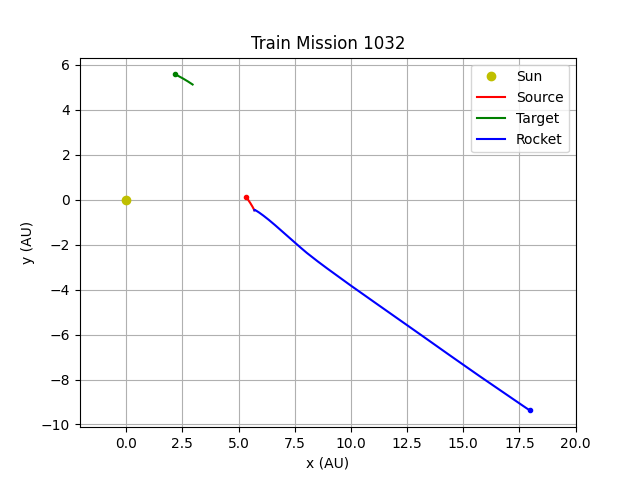 Train Mission 1032
Sun
Source
Target
Rocket
y (AU)
6
4
2
0
−2
−4
−6
−8
−10
0.0 2.5 5.0 7.5 10.0 12.5 15.0 17.5 20.0
x (AU)